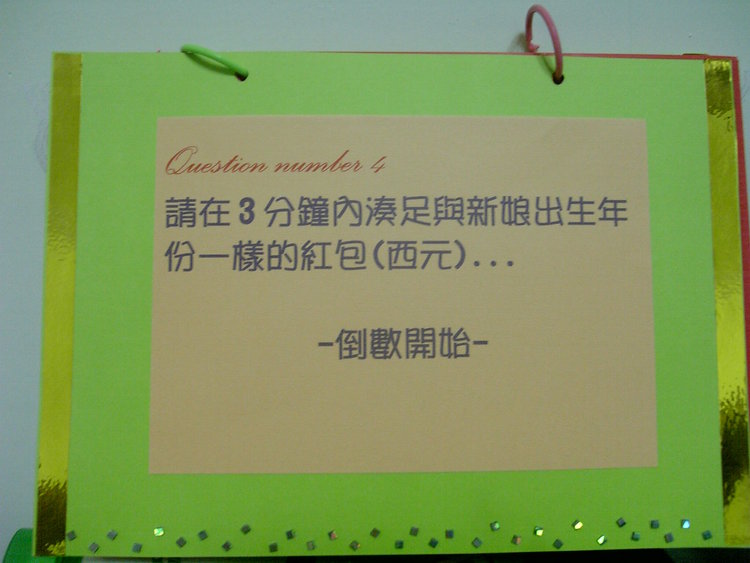 Question number 4
請在3分鐘內湊足與新娘出生年
份一樣的紅包(西元)...
-倒數開始-